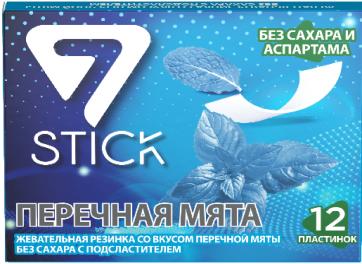 БЕЗ САХАРА И
АСПАРТАМА
7
STICK
ПЕРЕЧНАЯ МЯТА
ЖЕВАТЕЛЬНАЯ РЕЗИНКА СО ВКУСОМ ПЕРЕЧНОЙ МЯТЫ
БЕЗ САХАРА С ПОДСЛАСТИТЕЛЕМ
12
ПЛАСТИНОК